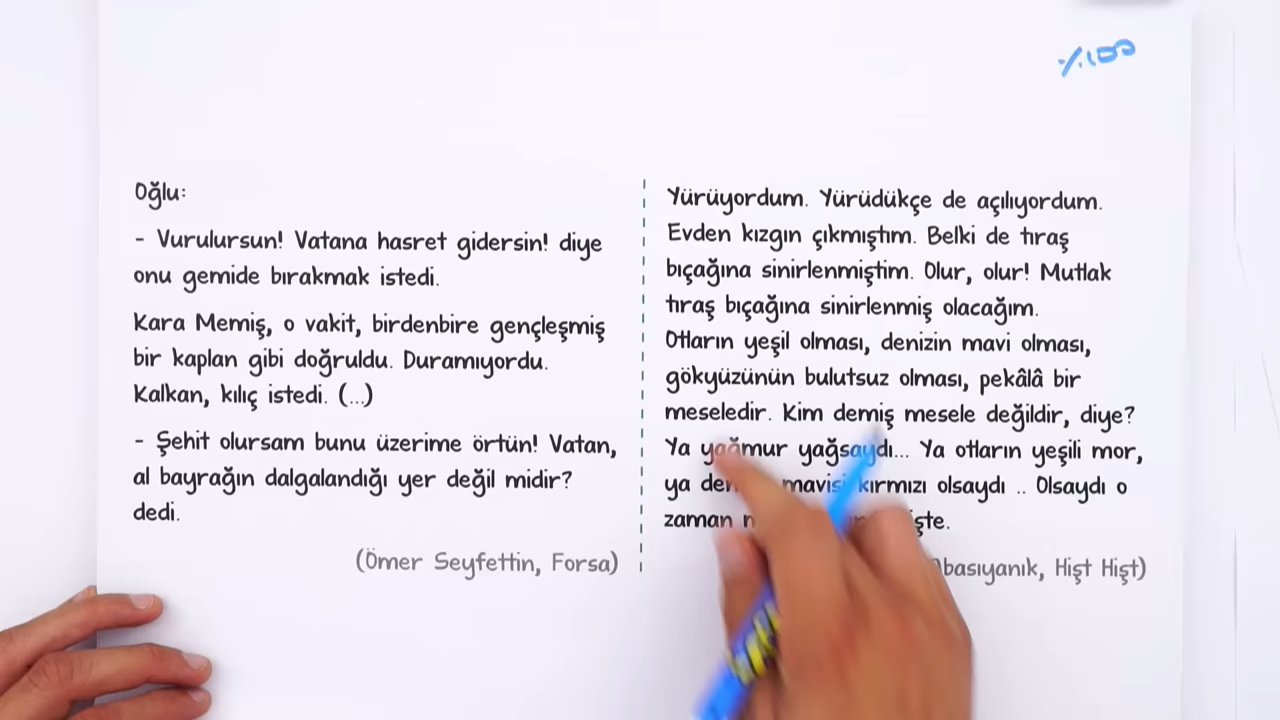 %100
Oğlu:
- Vurulursun! Vatana hasret gidersin! diye
onu gemide bırakmak istedi.
Kara Memiş, o vakit, birdenbire gençleşmiş
bir kaplan gibi doğruldu. Duramıyordu.
Kalkan, kılıç istedi. (...)
- Şehit olursam bunu üzerime örtün! Vatan,
al bayrağın dalgalandığı yer değil midir?
dedi.
(Ömer Seyfettin, Forsa)
Yürüyordum. Yürüdükçe de açılıyordum.
Evden kızgın çıkmıştım. Belki de tıraş
bıçağına sinirlenmiştim. Olur, olur! Mutlak
tıraş bıçağına sinirlenmiş olacağım.
Otların yeşil olması, denizin mavi olması,
gökyüzünün bulutsuz olması, pekâlâ bir
meseledir. Kim demiş mesele değildir, diye?
Ya yağmur yağsaydı... Ya otların yeşili mor,
ya mavisi kırmızı olsaydı .. Olsaydı o
zaman işte.
Hişt Hişt)